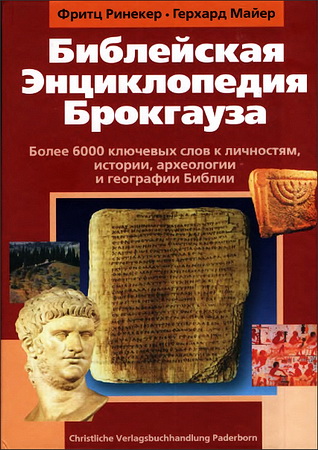 Фритц Ринекер • Герхард Майер
Библейская
Энциклопедия
Брокгауза
Более 6000 ключевых слов к личностям,
истории, археологии
и географии Библии
Christliche Verlagsbuchhandlung Paderborn